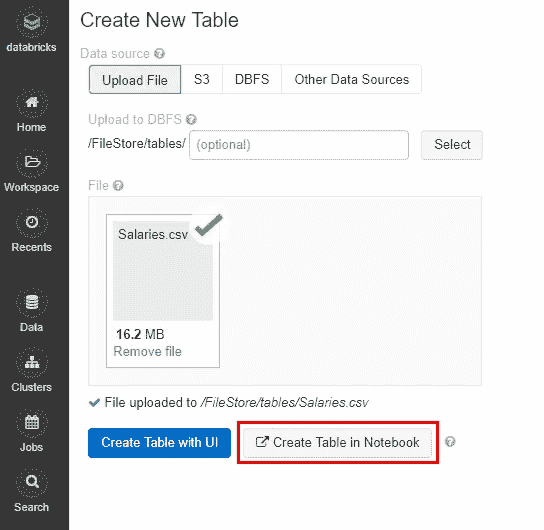 databricks
Home
Workspace
Recents
Data
Clusters
Jobs
Search
Create New Table
Data source
Upload File S3 DBFS Other Data Sources
Upload to DBFS
/FileStore/tables/ (optional) Select
File
Salaries.csv
16.2 MB
Remove file
File uploaded to /FileStore/tables/Salaries.csv
Create Table with UI Create Table in Notebook